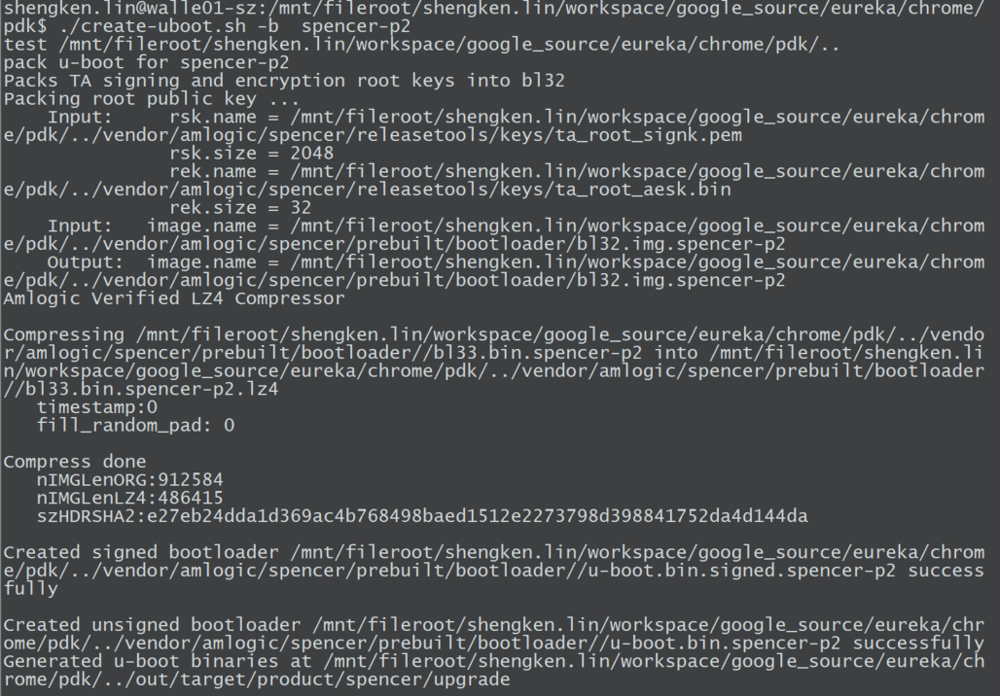 shengken.lin@walle01-sz:/mnt/fileroot/shengken.lin/workspace/google_source/eureka/chrome/
pdk$ ./create-uboot.sh -b  spencer-p2
test /mnt/fileroot/shengken.lin/workspace/google_source/eureka/chrome/pdk/..
pack u-boot for spencer-p2
Packs TA signing and encryption root keys into bl32
Packing root public key ...
    Input:     rsk.name = /mnt/fileroot/shengken.lin/workspace/google_source/eureka/chrom
e/pdk/../vendor/amlogic/spencer/releasetools/keys/ta_root_signk.pem
               rsk.size = 2048
               rek.name = /mnt/fileroot/shengken.lin/workspace/google_source/eureka/chrom
e/pdk/../vendor/amlogic/spencer/releasetools/keys/ta_root_aesk.bin
               rek.size = 32
    Input:   image.name = /mnt/fileroot/shengken.lin/workspace/google_source/eureka/chrom
e/pdk/../vendor/amlogic/spencer/prebuilt/bootloader/bl32.img.spencer-p2
    Output:  image.name = /mnt/fileroot/shengken.lin/workspace/google_source/eureka/chrom
e/pdk/../vendor/amlogic/spencer/prebuilt/bootloader/bl32.img.spencer-p2
Amlogic Verified LZ4 Compressor

Compressing /mnt/fileroot/shengken.lin/workspace/google_source/eureka/chrome/pdk/../vendo
r/amlogic/spencer/prebuilt/bootloader//bl33.bin.spencer-p2 into /mnt/fileroot/shengken.li
n/workspace/google_source/eureka/chrome/pdk/../vendor/amlogic/spencer/prebuilt/bootloader
//bl33.bin.spencer-p2.lz4
   timestamp:0
   fill_random_pad: 0

Compress done
   nIMGLenORG:912584
   nIMGLenLZ4:486415
   szHDRSHA2:e27eb24dda1d369ac4b768498baed1512e2273798d398841752da4d144da

Created signed bootloader /mnt/fileroot/shengken.lin/workspace/google_source/eureka/chrom
e/pdk/../vendor/amlogic/spencer/prebuilt/bootloader//u-boot.bin.signed.spencer-p2 success
fully

Created unsigned bootloader /mnt/fileroot/shengken.lin/workspace/google_source/eureka/chr
ome/pdk/../vendor/amlogic/spencer/prebuilt/bootloader//u-boot.bin.spencer-p2 successfully
Generated u-boot binaries at /mnt/fileroot/shengken.lin/workspace/google_source/eureka/ch
rome/pdk/../out/target/product/spencer/upgrade